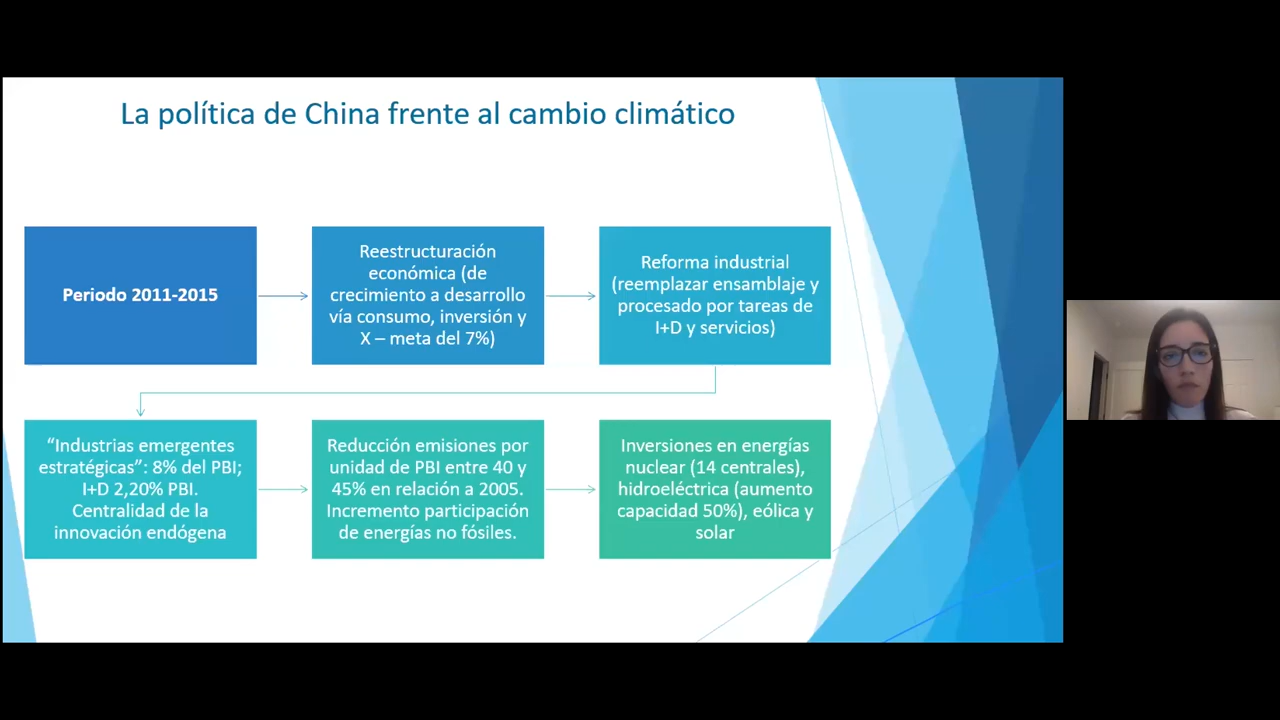 La política de China frente al cambio climático
Periodo 2011-2015
Reestructuración
económica (de
crecimiento a desarrollo
vía consumo, inversión y
X – meta del 7%)
Reforma industrial
(reemplazar ensamblaje y
procesado por tareas de
I+D y servicios)
“Industrias emergentes
estratégicas”: 8% del PBI;
I+D 2,20% PBI.
Centralidad de la
innovación endógena
Reducción emisiones por
unidad de PBI entre 40 y
45% en relación a 2005.
Incremento participación
de energías no fósiles.
Inversiones en energías
nuclear (14 centrales),
hidroeléctrica (aumento
capacidad 50%), eólica y
solar